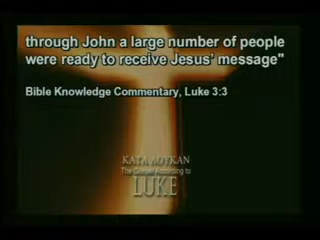 through John a large number of people
were ready to receive Jesus' message"
Bible Knowledge Commentary, Luke 3:3
ΚΑΤΑ ΛΟΥΚΑΝ
The Gospel According to
LUKE